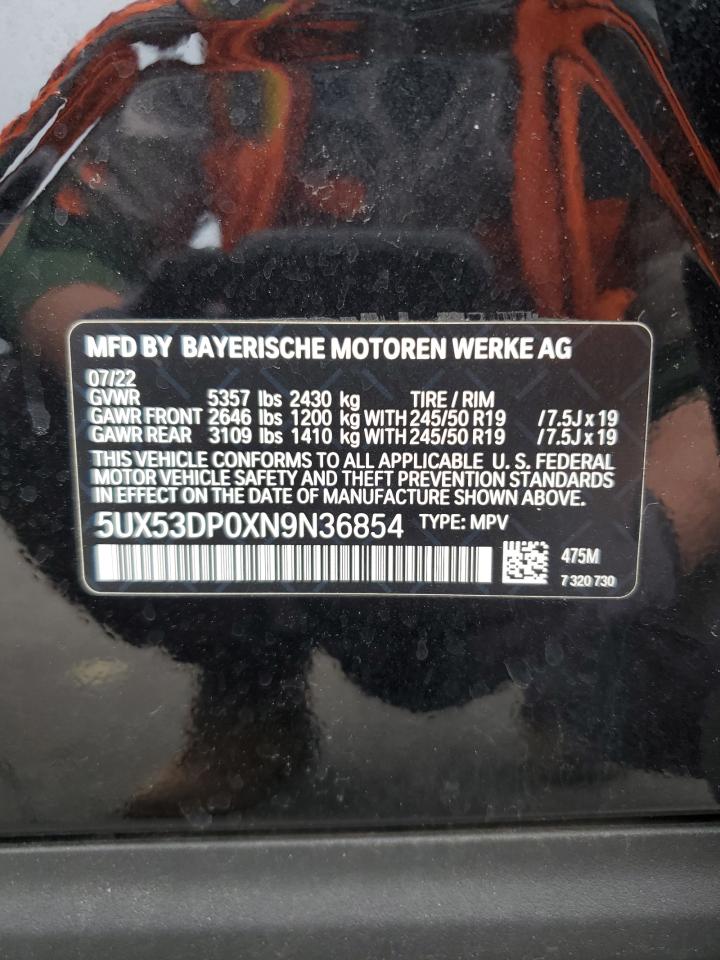 MFD BY BAYERISCHE MOTOREN WERKE AG
07/22
GVWR 5357 lbs 2430 kg TIRE / RIM
GAWR FRONT 2646 lbs 1200 kg WITH 245/50 R19 /7.5J x 19
GAWR REAR 3109 lbs 1410 kg WITH 245/50 R19 /7.5J x 19
THIS VEHICLE CONFORMS TO ALL APPLICABLE U. S. FEDERAL
MOTOR VEHICLE SAFETY AND THEFT PREVENTION STANDARDS
IN EFFECT ON THE DATE OF MANUFACTURE SHOWN ABOVE.
5UX53DP0XN9N36854 TYPE: MPV
475M
7 320 730